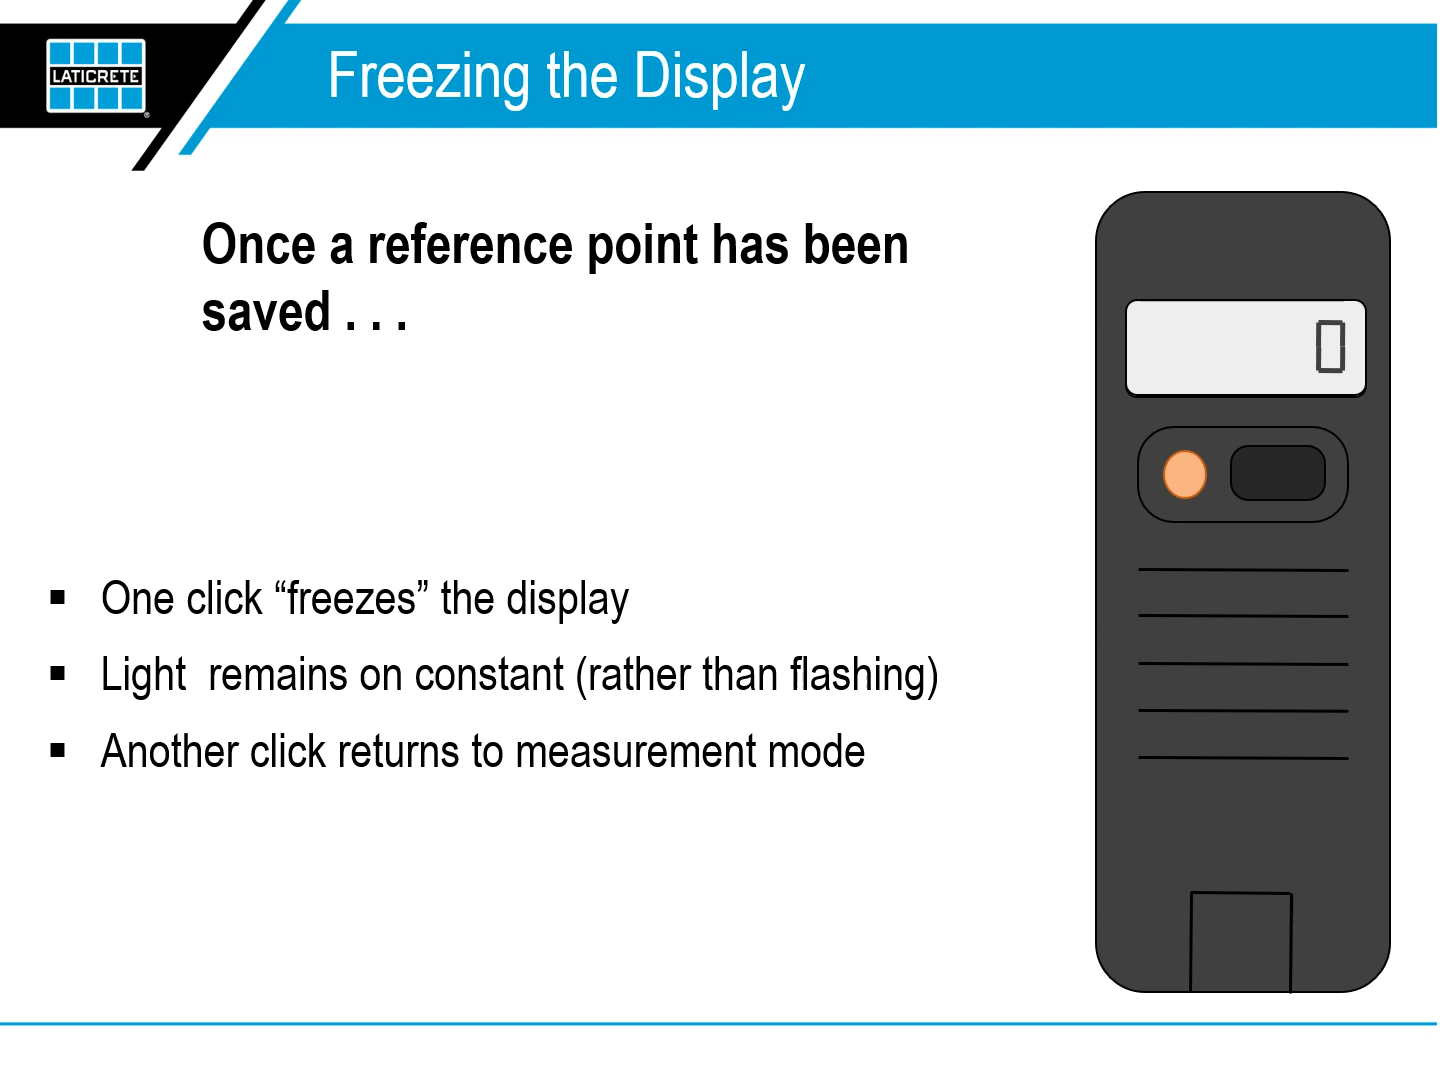 LATICRETE
®
Freezing the Display
Once a reference point has been
saved . . .
0
▪ One click “freezes” the display
▪ Light  remains on constant (rather than flashing)
▪ Another click returns to measurement mode